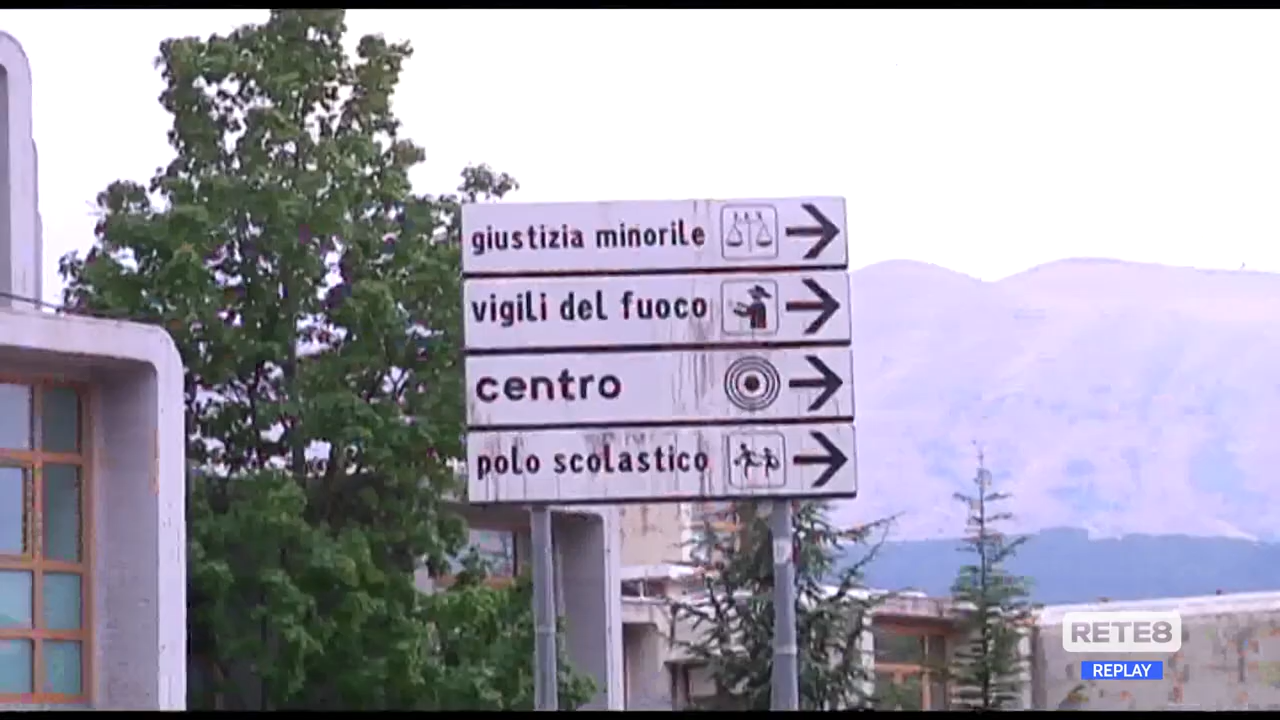 giustizia minorile
vigili del fuoco
centro
polo scolastico
RETE8
REPLAY